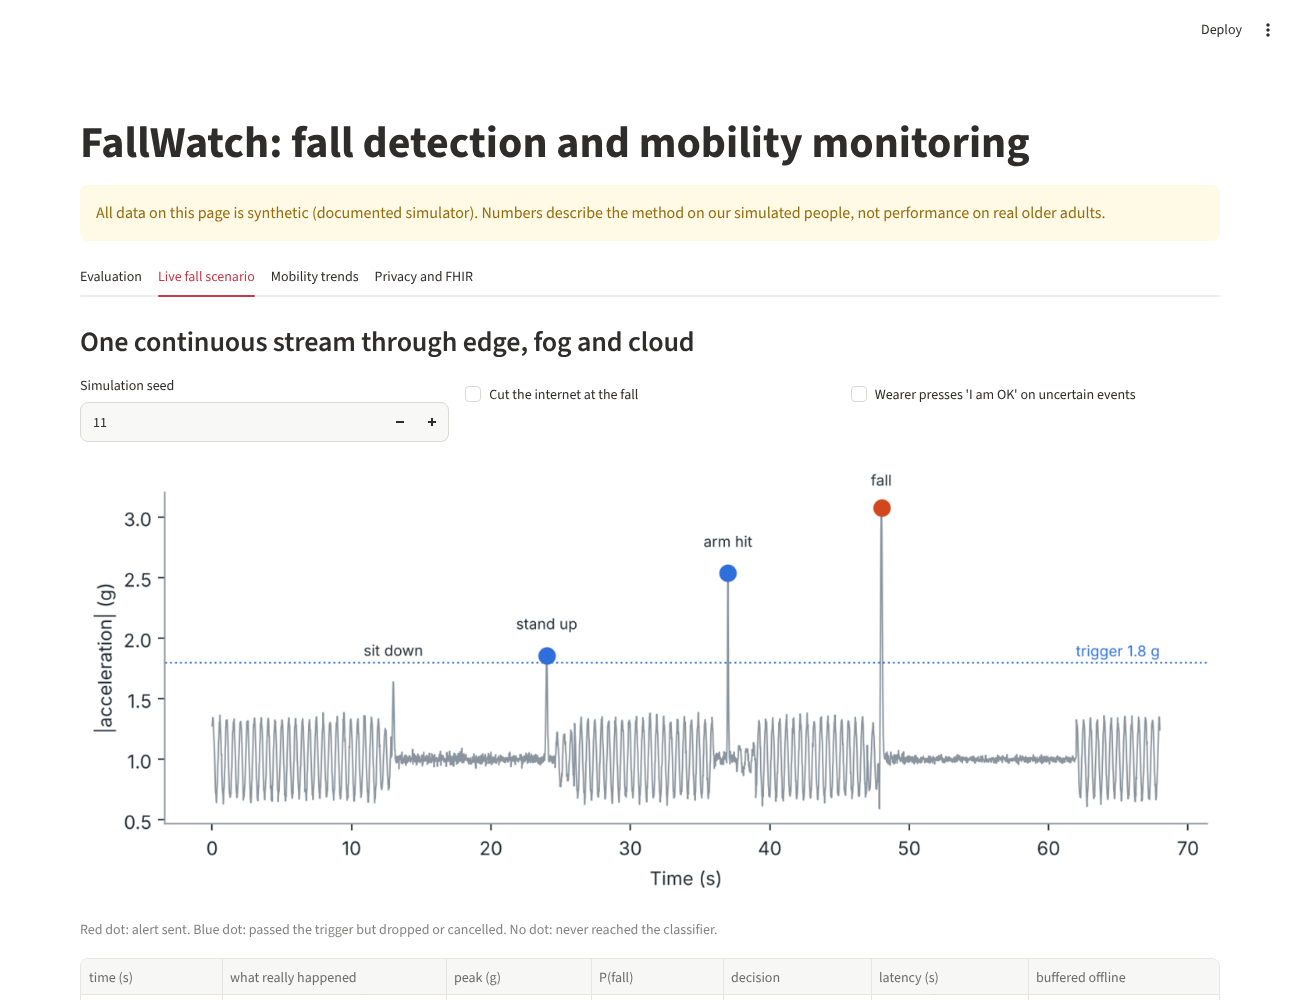 Deploy
FallWatch: fall detection and mobility monitoring
All data on this page is synthetic (documented simulator). Numbers describe the method on our simulated people, not performance on real older adults.
Evaluation Live fall scenario Mobility trends Privacy and FHIR
One continuous stream through edge, fog and cloud
Simulation seed
11
Cut the internet at the fall
Wearer presses 'I am OK' on uncertain events
fall
arm hit
stand up
sit down
trigger 1.8 g
|acceleration| (g)
3.0
2.5
2.0
1.5
1.0
0.5
0 10 20 30 40 50 60 70
Time (s)
Red dot: alert sent. Blue dot: passed the trigger but dropped or cancelled. No dot: never reached the classifier.
time (s) what really happened peak (g) P(fall) decision latency (s) buffered offline